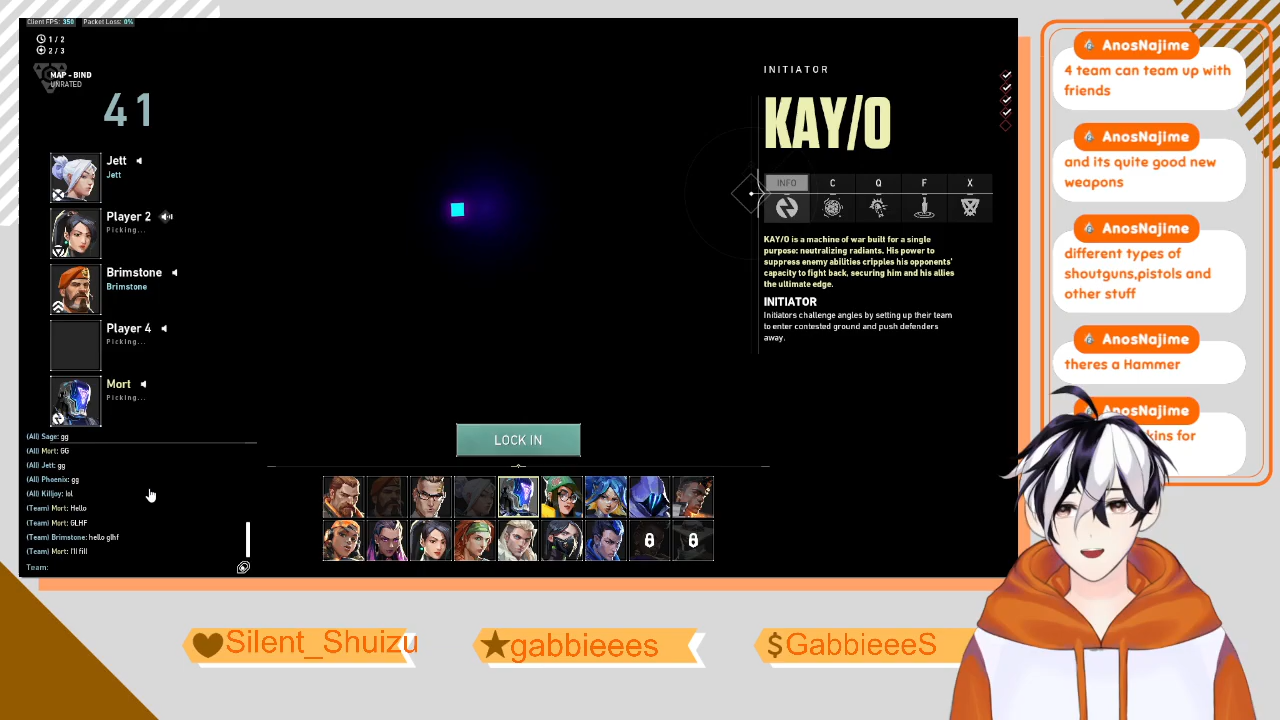 Client FPS: 350 Packet Loss: 0%
1 / 2
2 / 3
MAP - BIND
UNRATED
41
Jett
Jett
Player 2
Picking...
Brimstone
Brimstone
Player 4
Picking...
Mort
Picking...
(All) Sage: gg
(All) Mort: GG
(All) Jett: gg
(All) Phoenix: gg
(All) Killjoy: lol
(Team) Mort: Hello
(Team) Mort: GLHF
(Team) Brimstone: hello glhf
(Team) Mort: I'll fill
Team:
LOCK IN
INITIATOR
KAY/O
INFO C Q F X
KAY/O is a machine of war built for a single
purpose: neutralizing radiants. His power to
suppress enemy abilities cripples his opponents'
capacity to fight back, securing him and his allies
the ultimate edge.
INITIATOR
Initiators challenge angles by setting up their team
to enter contested ground and push defenders
away.
AnosNajime
4 team can team up with
friends
AnosNajime
and its quite good new
weapons
AnosNajime
different types of
shoutguns,pistols and
other stuff
AnosNajime
theres a Hammer
AnosNajime
for
Silent_Shuizu
gabbieees
$GabbieeeS